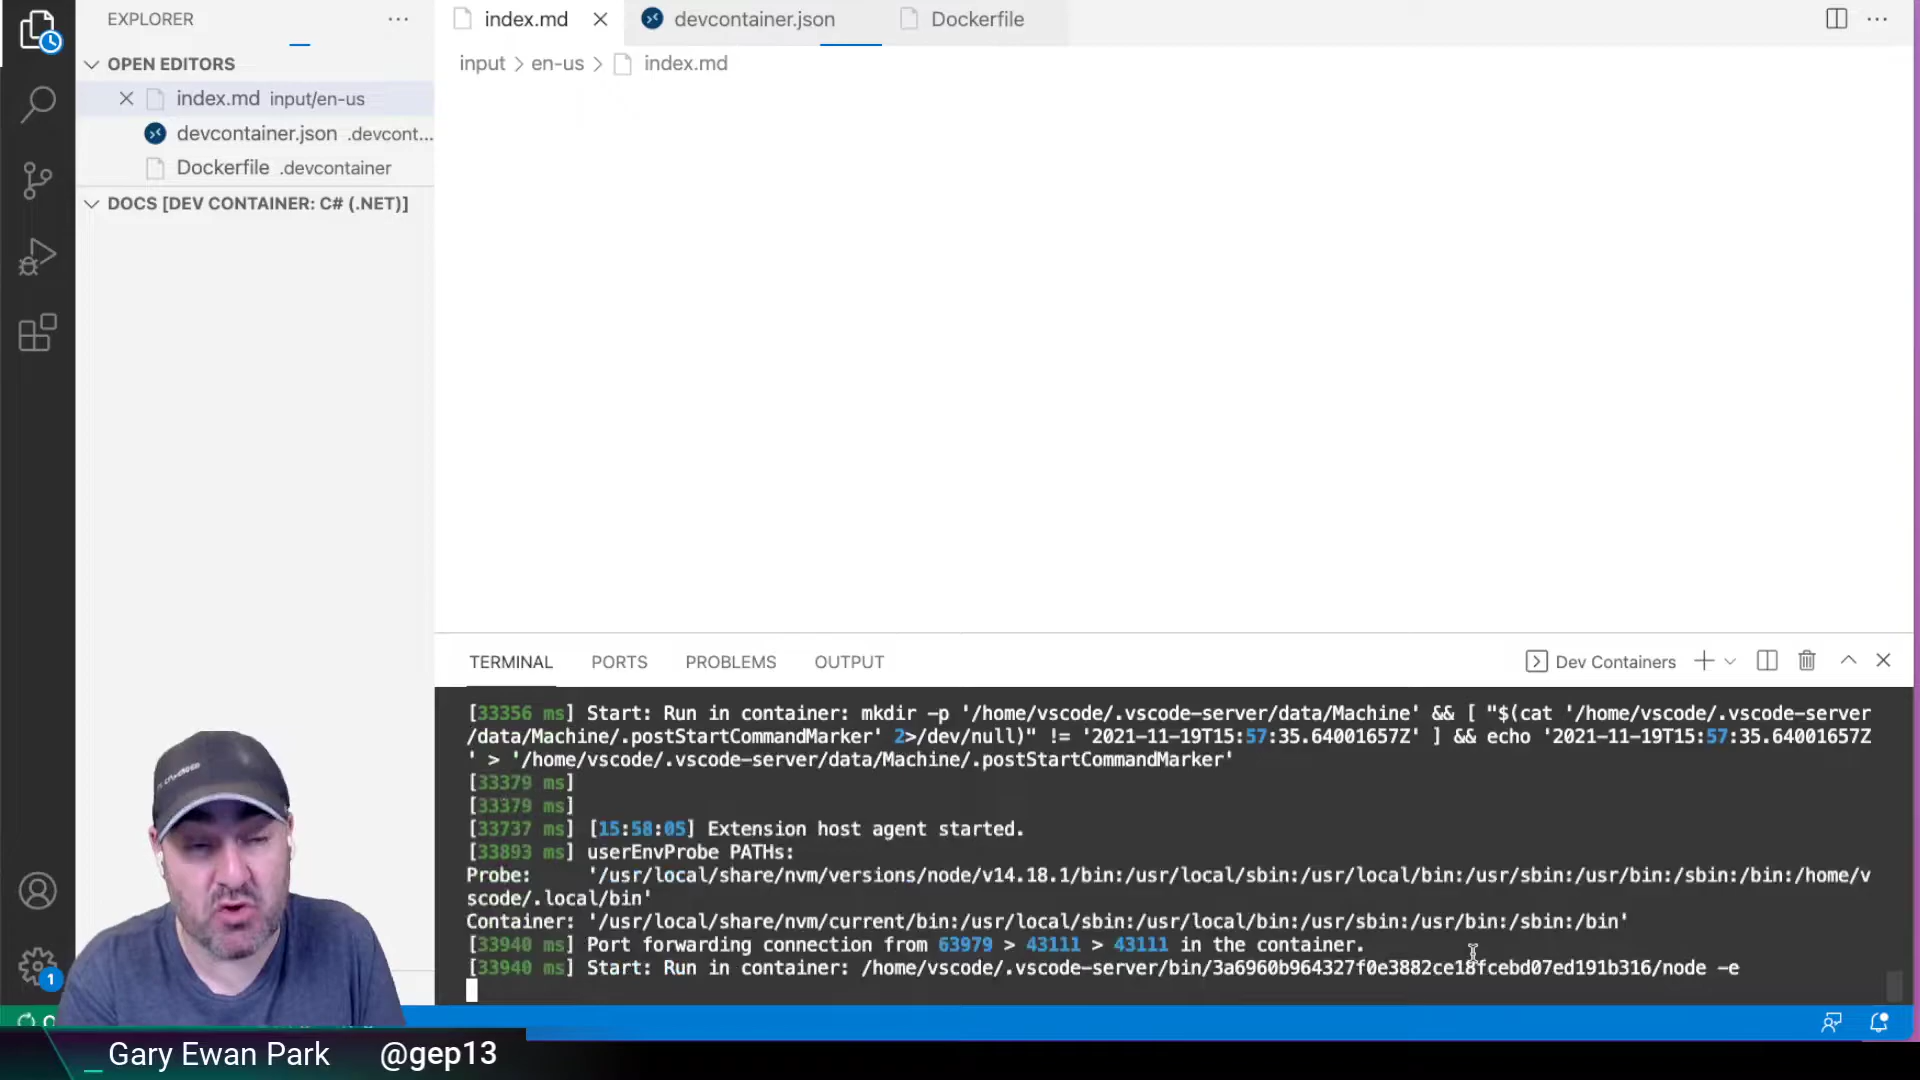 EXPLORER
index.md
devcontainer.json
Dockerfile
OPEN EDITORS
input > en-us > index.md
index.md input/en-us
devcontainer.json .devcont...
Dockerfile .devcontainer
DOCS [DEV CONTAINER: C# (.NET)]
TERMINAL PORTS PROBLEMS OUTPUT
Dev Containers
[33356 ms] Start: Run in container: mkdir -p '/home/vscode/.vscode-server/data/Machine' && [ "$(cat '/home/vscode/.vscode-server
/data/Machine/.postStartCommandMarker' 2>/dev/null)" != '2021-11-19T15:57:35.64001657Z' ] && echo '2021-11-19T15:57:35.64001657Z
' > '/home/vscode/.vscode-server/data/Machine/.postStartCommandMarker'
[33379 ms]
[33379 ms]
[33737 ms] [15:58:05] Extension host agent started.
[33893 ms] userEnvProbe PATHs:
Probe: '/usr/local/share/nvm/versions/node/v14.18.1/bin:/usr/local/sbin:/usr/local/bin:/usr/sbin:/usr/bin:/sbin:/bin:/home/v
scode/.local/bin'
Container: '/usr/local/share/nvm/current/bin:/usr/local/sbin:/usr/local/bin:/usr/sbin:/usr/bin:/sbin:/bin'
[33940 ms] Port forwarding connection from 63979 > 43111 > 43111 in the container.
[33940 ms] Start: Run in container: /home/vscode/.vscode-server/bin/3a6960b964327f0e3882ce18fcebd07ed191b316/node -e
1
_ Gary Ewan Park @gep13